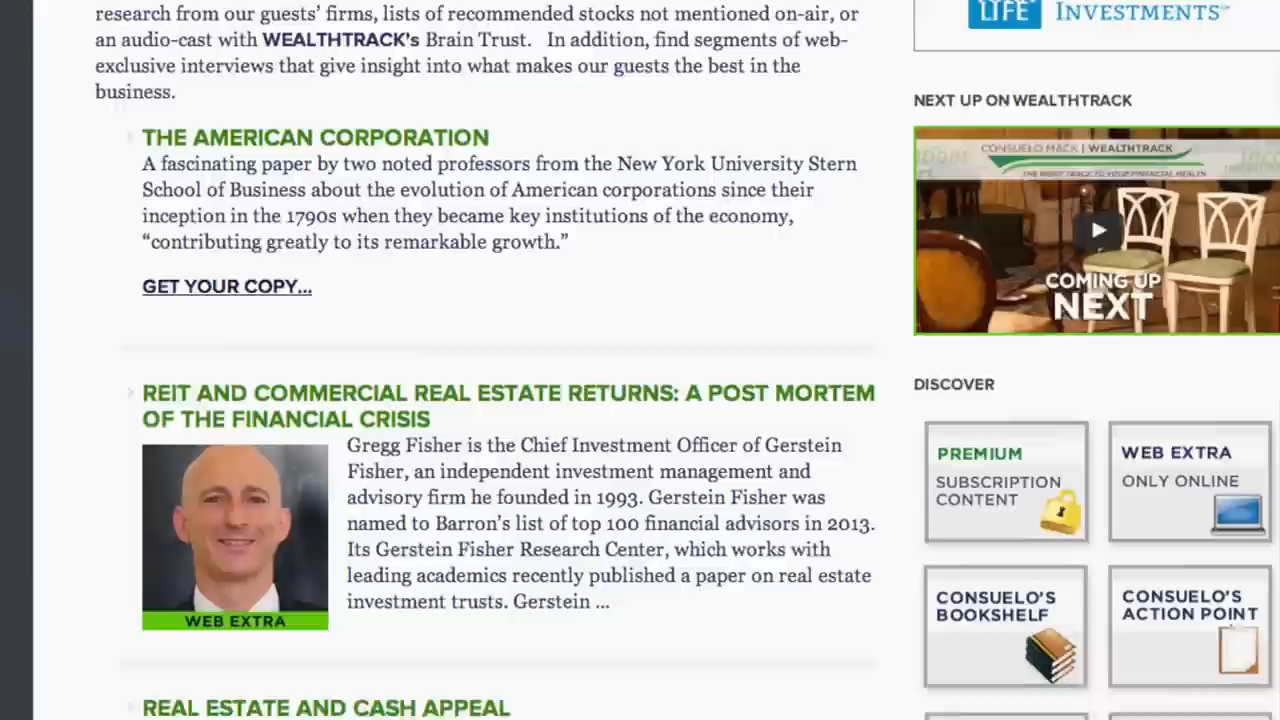 research from our guests' firms, lists of recommended stocks not mentioned on-air, or
an audio-cast with WEALTHTRACK's Brain Trust. In addition, find segments of web-
exclusive interviews that give insight into what makes our guests the best in the
business.
THE AMERICAN CORPORATION
A fascinating paper by two noted professors from the New York University Stern
School of Business about the evolution of American corporations since their
inception in the 1790s when they became key institutions of the economy,
“contributing greatly to its remarkable growth.”
GET YOUR COPY...
REIT AND COMMERCIAL REAL ESTATE RETURNS: A POST MORTEM
OF THE FINANCIAL CRISIS
Gregg Fisher is the Chief Investment Officer of Gerstein
Fisher, an independent investment management and
advisory firm he founded in 1993. Gerstein Fisher was
named to Barron's list of top 100 financial advisors in 2013.
Its Gerstein Fisher Research Center, which works with
leading academics recently published a paper on real estate
investment trusts. Gerstein ...
WEB EXTRA
REAL ESTATE AND CASH APPEAL
LIFE INVESTMENTS
NEXT UP ON WEALTHTRACK
CONSUELO MACK | WEALTHTRACK
THE RIGHT TRACK TO YOUR FINANCIAL HEALTH
COMING UP
NEXT
DISCOVER
PREMIUM
SUBSCRIPTION
CONTENT
WEB EXTRA
ONLY ONLINE
CONSUELO'S
BOOKSHELF
CONSUELO'S
ACTION POINT